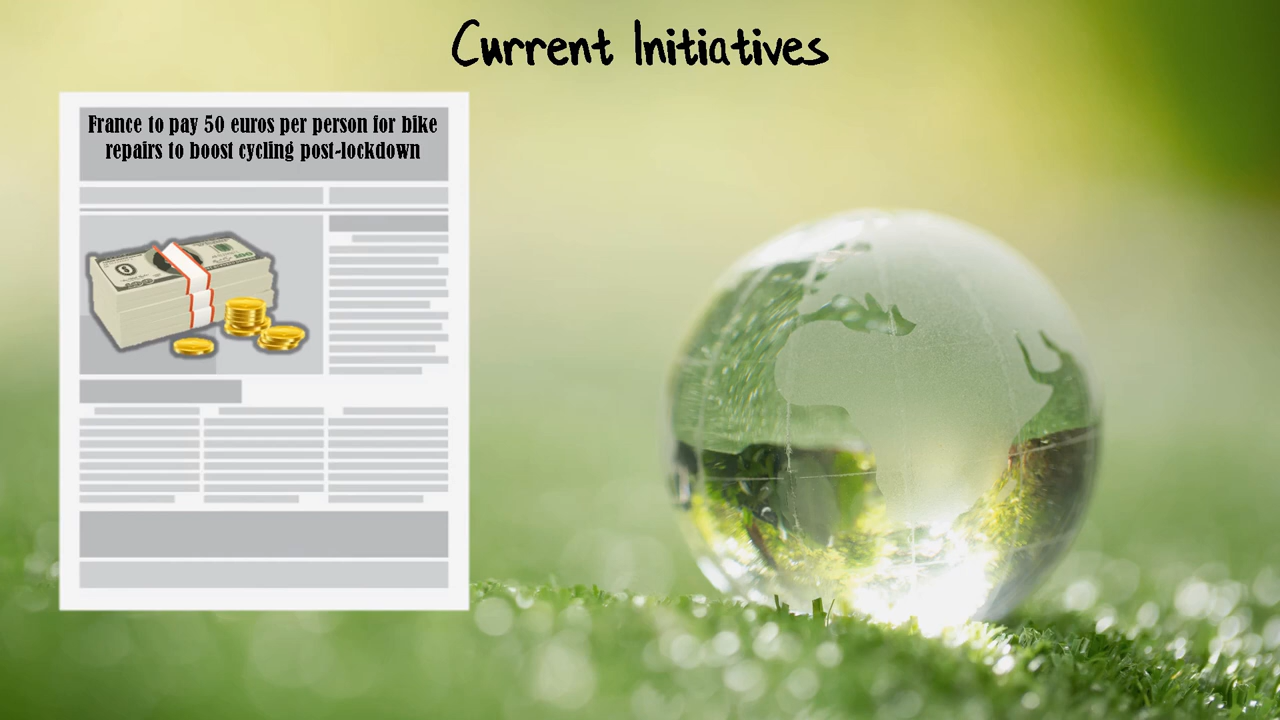 Current Initiatives
France to pay 50 euros per person for bike
repairs to boost cycling post-lockdown